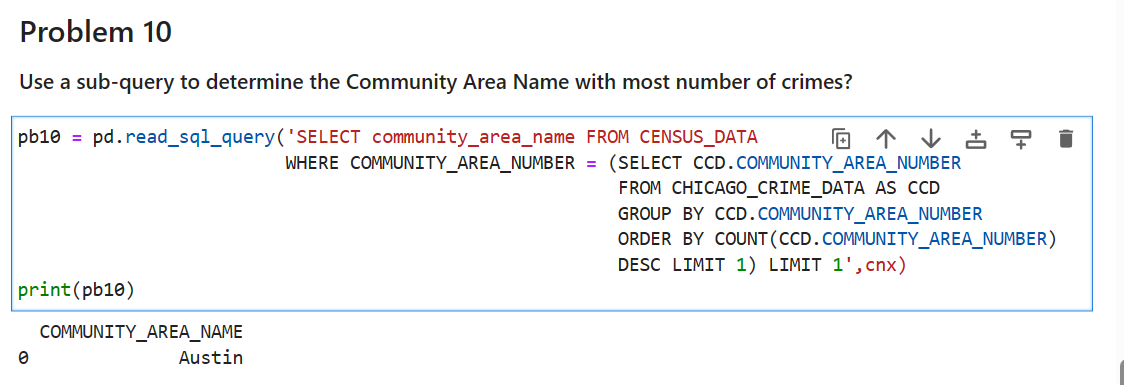 Problem 10
Use a sub-query to determine the Community Area Name with most number of crimes?
pb10 = pd.read_sql_query('SELECT community_area_name FROM CENSUS_DATA
WHERE COMMUNITY_AREA_NUMBER = (SELECT CCD.COMMUNITY_AREA_NUMBER
FROM CHICAGO_CRIME_DATA AS CCD
GROUP BY CCD.COMMUNITY_AREA_NUMBER
ORDER BY COUNT(CCD.COMMUNITY_AREA_NUMBER)
DESC LIMIT 1) LIMIT 1',cnx)
print(pb10)
COMMUNITY_AREA_NAME
0 Austin